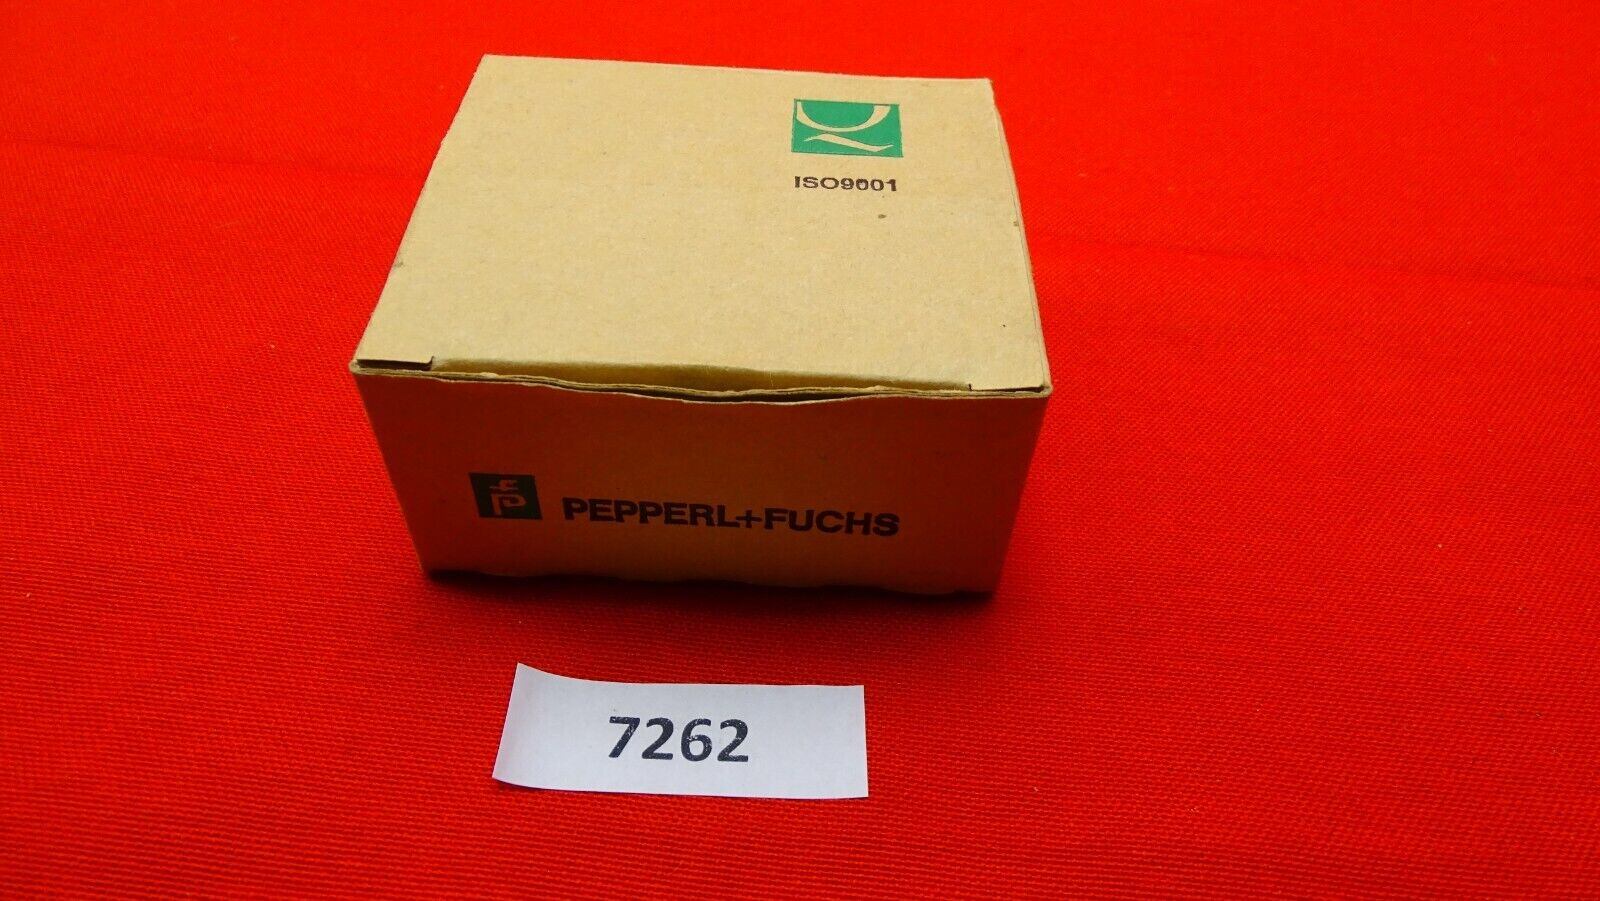 ISO9001
PEPPERL+FUCHS
7262